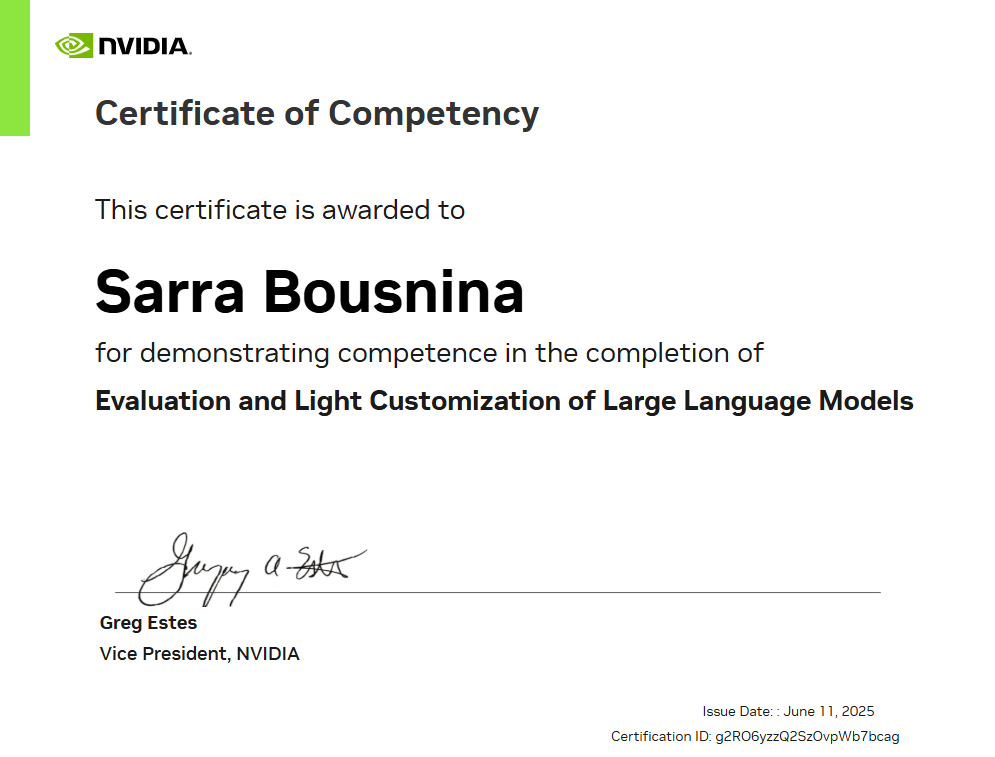 NVIDIA.
Certificate of Competency
This certificate is awarded to
Sarra Bousnina
for demonstrating competence in the completion of
Evaluation and Light Customization of Large Language Models
Gregory A Estes
Greg Estes
Vice President, NVIDIA
Issue Date: : June 11, 2025
Certification ID: g2RO6yzzQ2SzOvpWb7bcag